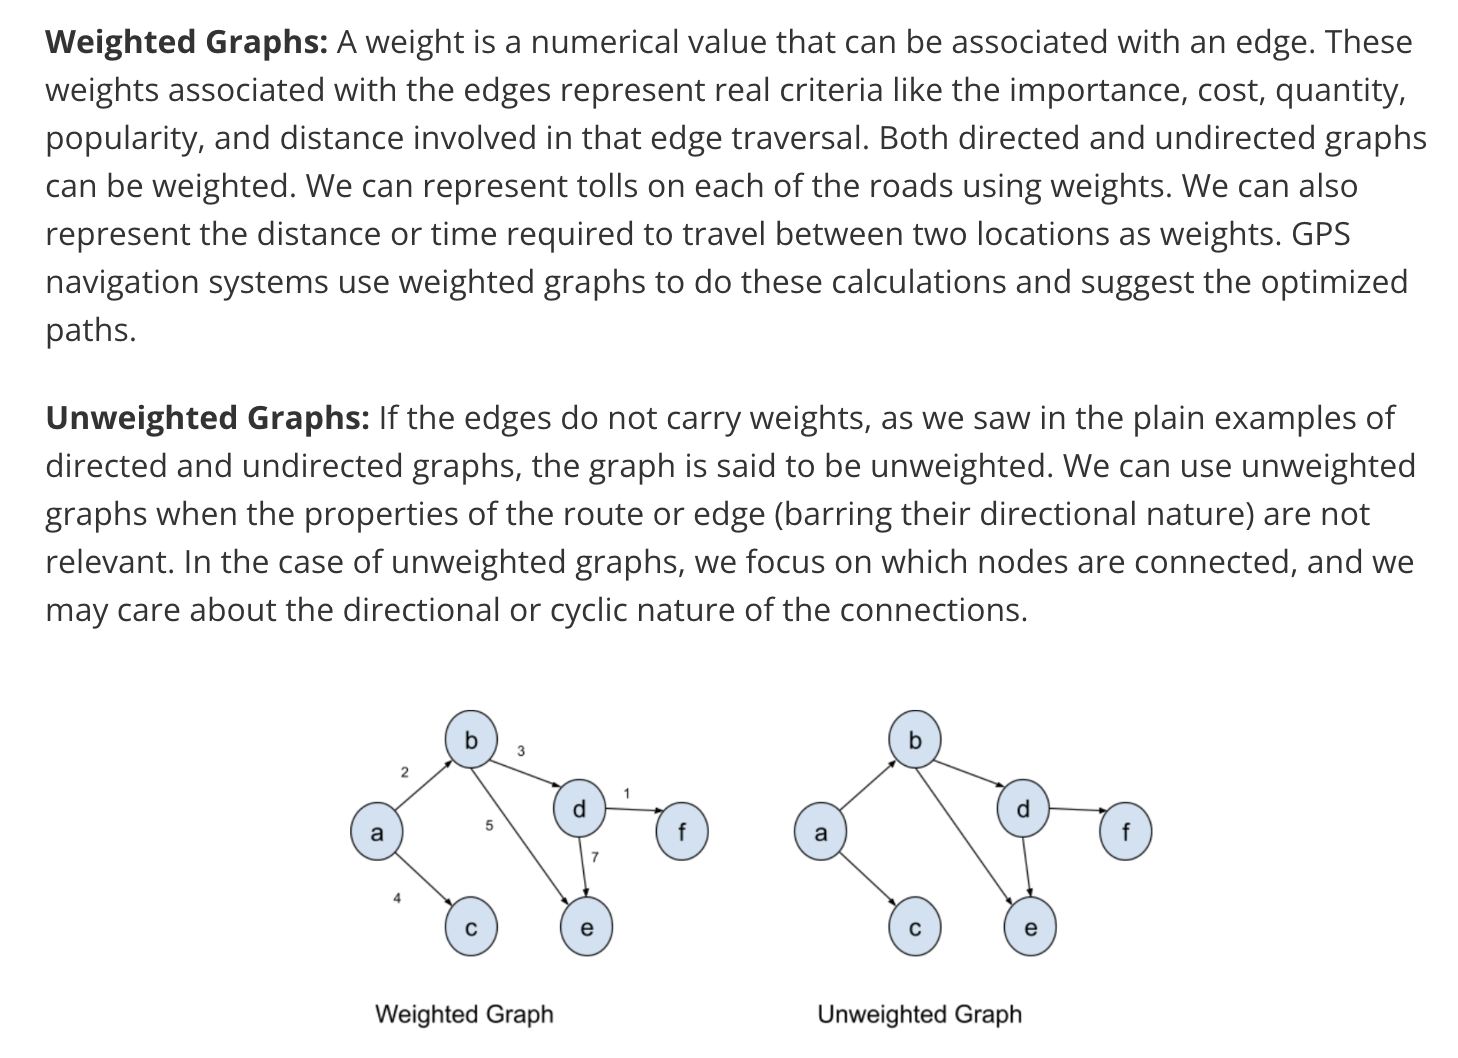 Weighted Graphs: A weight is a numerical value that can be associated with an edge. These
weights associated with the edges represent real criteria like the importance, cost, quantity,
popularity, and distance involved in that edge traversal. Both directed and undirected graphs
can be weighted. We can represent tolls on each of the roads using weights. We can also
represent the distance or time required to travel between two locations as weights. GPS
navigation systems use weighted graphs to do these calculations and suggest the optimized
paths.
Unweighted Graphs: If the edges do not carry weights, as we saw in the plain examples of
directed and undirected graphs, the graph is said to be unweighted. We can use unweighted
graphs when the properties of the route or edge (barring their directional nature) are not
relevant. In the case of unweighted graphs, we focus on which nodes are connected, and we
may care about the directional or cyclic nature of the connections.
b
3
2
1
d
a
f
5
7
4
c
e
Weighted Graph
b
d
a
f
c
e
Unweighted Graph